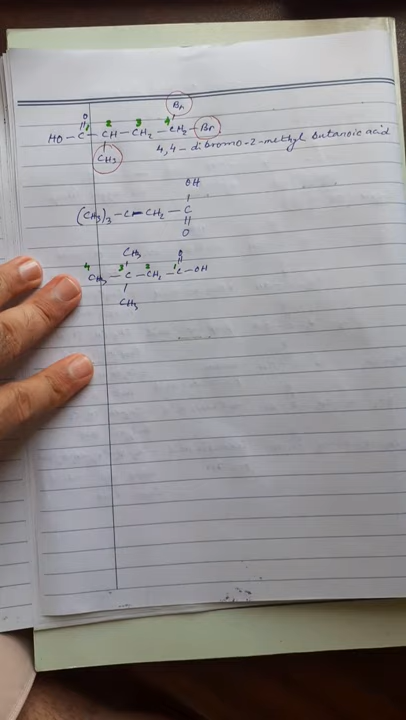 Br
O
HO - C - CH - CH₂ - CH₂ - Br
1 2 3 4
CH₃
4,4-dibromo-2-methyl butanoic acid
OH
(CH₃)₃ - C - CH₂ - C
O
CH₃ O
4 3 2 1
CH₃ - C - CH₂ - C - OH
CH₃